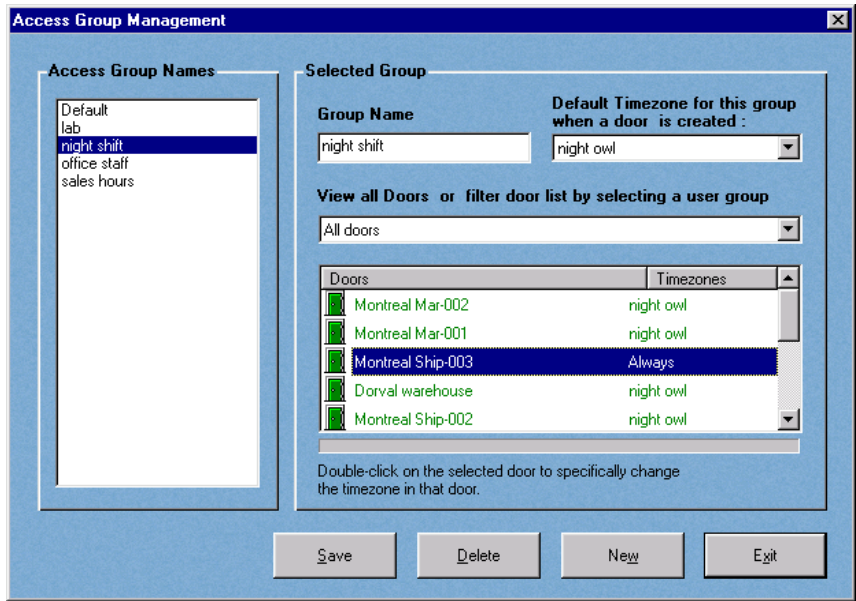 Access Group Management
Access Group Names
Default
lab
night shift
office staff
sales hours
Selected Group
Group Name
night shift
Default Timezone for this group
when a door is created :
night owl
View all Doors or filter door list by selecting a user group
All doors
Doors Timezones
Montreal Mar-002 night owl
Montreal Mar-001 night owl
Montreal Ship-003 Always
Dorval warehouse night owl
Montreal Ship-002 night owl
Double-click on the selected door to specifically change
the timezone in that door.
Save Delete New Exit